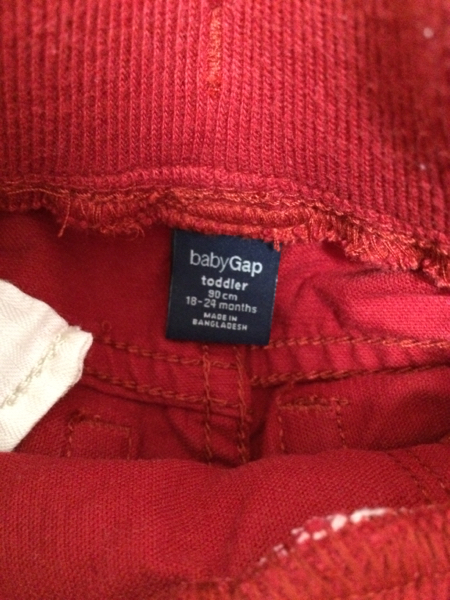 babyGap
toddler
90 cm
18-24 months
MADE IN
BANGLADESH